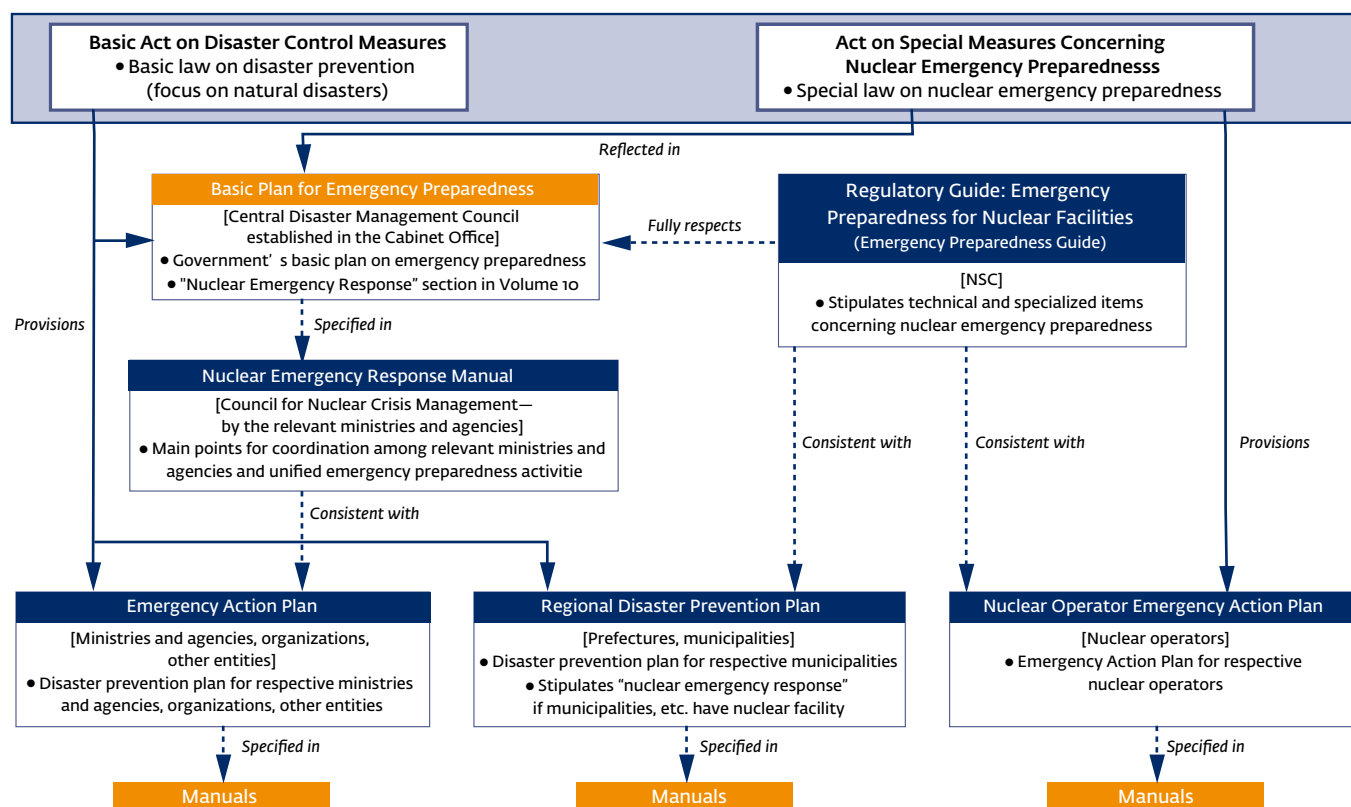 Basic Act on Disaster Control Measures
• Basic law on disaster prevention
(focus on natural disasters)
Act on Special Measures Concerning
Nuclear Emergency Preparednesss
• Special law on nuclear emergency preparedness
Reflected in
Basic Plan for Emergency Preparedness
[Central Disaster Management Council
established in the Cabinet Office]
• Government' s basic plan on emergency preparedness
• "Nuclear Emergency Response" section in Volume 10
Fully respects
Regulatory Guide: Emergency
Preparedness for Nuclear Facilities
(Emergency Preparedness Guide)
[NSC]
• Stipulates technical and specialized items
concerning nuclear emergency preparedness
Provisions
Specified in
Nuclear Emergency Response Manual
[Council for Nuclear Crisis Management—
by the relevant ministries and agencies]
• Main points for coordination among relevant ministries and
agencies and unified emergency preparedness activitie
Consistent with
Consistent with
Provisions
Consistent with
Emergency Action Plan
[Ministries and agencies, organizations,
other entities]
• Disaster prevention plan for respective ministries
and agencies, organizations, other entities
Regional Disaster Prevention Plan
[Prefectures, municipalities]
• Disaster prevention plan for respective municipalities
• Stipulates “nuclear emergency response”
if municipalities, etc. have nuclear facility
Nuclear Operator Emergency Action Plan
[Nuclear operators]
• Emergency Action Plan for respective
nuclear operators
Specified in
Specified in
Specified in
Manuals
Manuals
Manuals